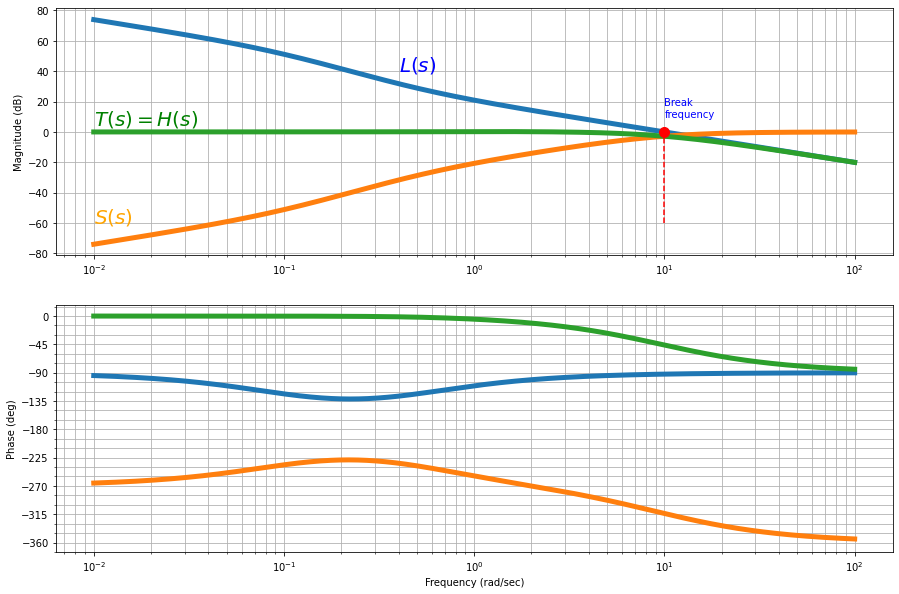 80
60
40
20
0
−20
−40
−60
−80
Magnitude (dB)
L(s)
T(s) = H(s)
S(s)
Break
frequency
10⁻² 10⁻¹ 10⁰ 10¹ 10²
0
−45
−90
−135
−180
−225
−270
−315
−360
Phase (deg)
10⁻² 10⁻¹ 10⁰ 10¹ 10²
Frequency (rad/sec)